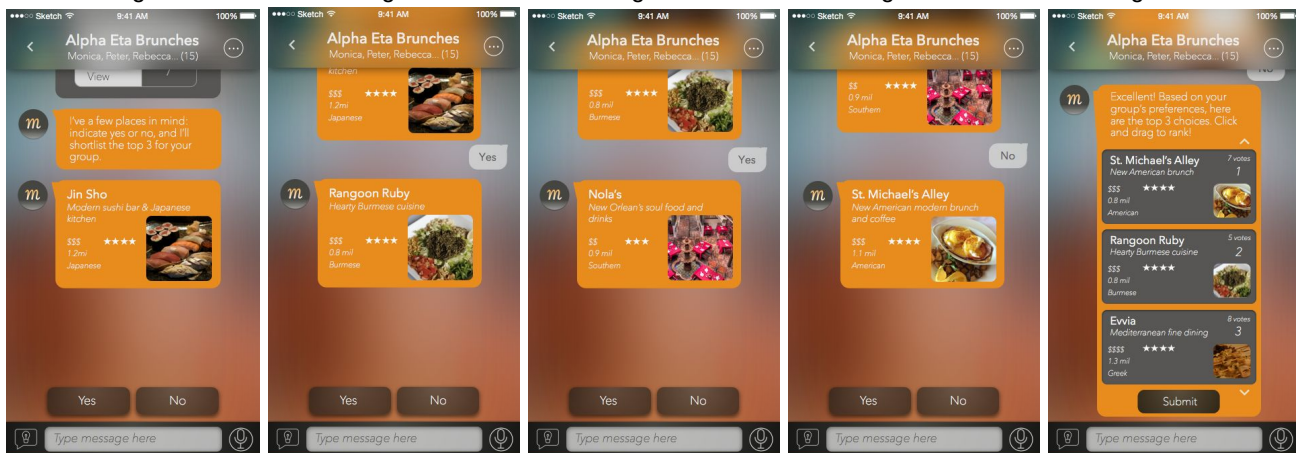 ●●●○○ Sketch 9:41 AM 100%
Alpha Eta Brunches
Monica, Peter, Rebecca... (15)
View
m
I've a few places in mind:
indicate yes or no, and I'll
shortlist the top 3 for your
group.
m
Jin Sho
Modern sushi bar & Japanese
kitchen
$$$ ★★★★
1.2mi
Japanese
Yes No
Type message here
●●●○○ Sketch 9:41 AM 100%
Alpha Eta Brunches
Monica, Peter, Rebecca... (15)
kitchen
$$$ ★★★★
1.2mi
Japanese
Yes
m
Rangoon Ruby
Hearty Burmese cuisine
$$$ ★★★★
0.8 mil
Burmese
Yes No
Type message here
●●●○○ Sketch 9:41 AM 100%
Alpha Eta Brunches
Monica, Peter, Rebecca... (15)
$$$ ★★★★
0.8 mil
Burmese
Yes
m
Nola's
New Orlean's soul food and
drinks
$$ ★★★
0.9 mil
Southern
Yes No
Type message here
●●●○○ Sketch 9:41 AM 100%
Alpha Eta Brunches
Monica, Peter, Rebecca... (15)
$$ ★★★
0.9 mil
Southern
No
m
St. Michael's Alley
New American modern brunch
and coffee
$$$ ★★★★
1.1 mil
American
Yes No
Type message here
●●●○○ Sketch 9:41 AM 100%
Alpha Eta Brunches
Monica, Peter, Rebecca... (15)
No
m
Excellent! Based on your
group's preferences, here
are the top 3 choices. Click
and drag to rank!
St. Michael's Alley 7 votes
New American brunch 1
$$$ ★★★★
0.8 mil
American
Rangoon Ruby 5 votes
Hearty Burmese cuisine 2
$$$ ★★★★
0.8 mil
Burmese
Evvia 8 votes
Mediterranean fine dining 3
$$$$ ★★★★
1.3 mil
Greek
Submit
Type message here